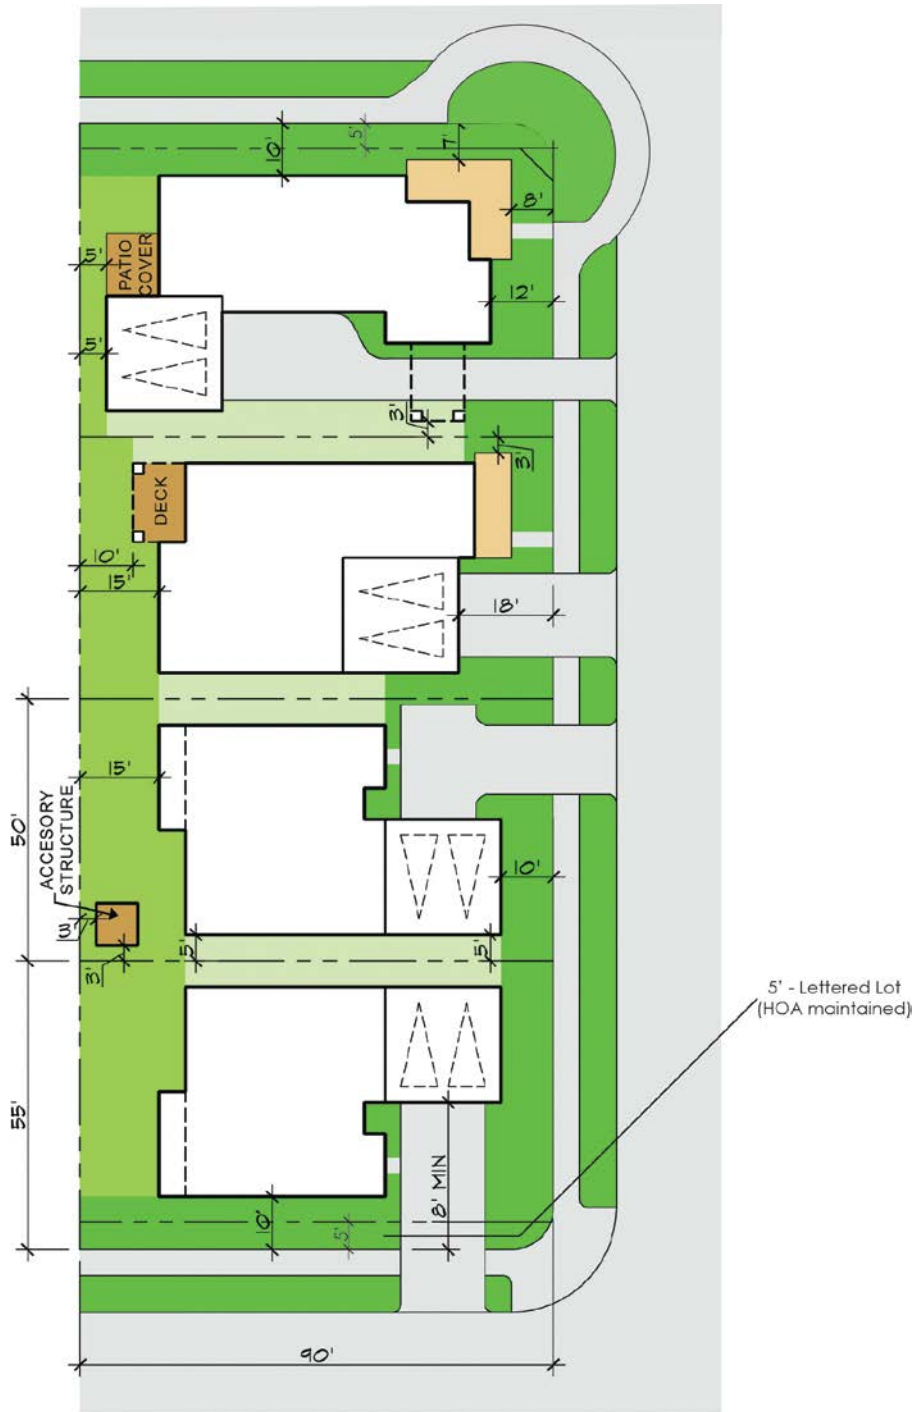 10'
5'
7'
8'
5'
PATIO
COVER
12'
5'
3'
3'
DECK
10'
15'
18'
15'
50'
ACCESORY
STRUCTURE
10'
3'
3'
5'
5'
5' - Lettered Lot
(HOA maintained)
55'
8' MIN
10'
5'
90'